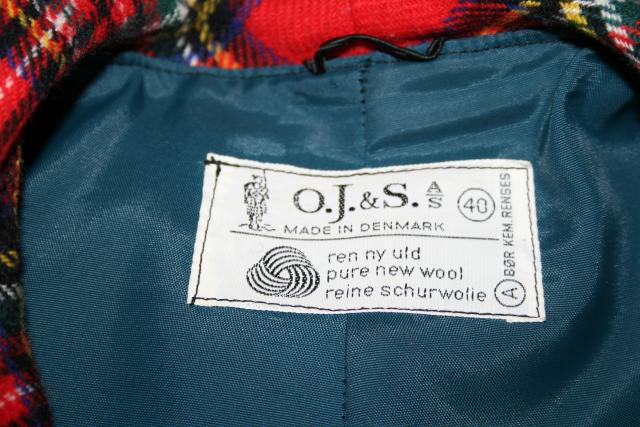 O.J.&S. A/S 40
MADE IN DENMARK
ren ny uld
pure new wool
reine schurwolle
A BØR KEM. RENSES